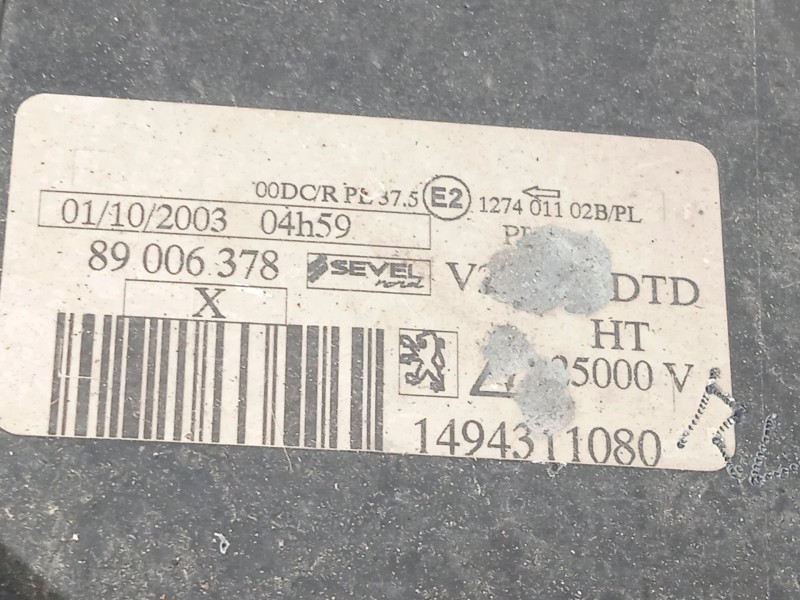 00DC/R PL 37.5 E2 1274 011 02B/PL
01/10/2003 04h59
89 006 378 SEVEL nord DTD
X HT
25000 V
1494311080